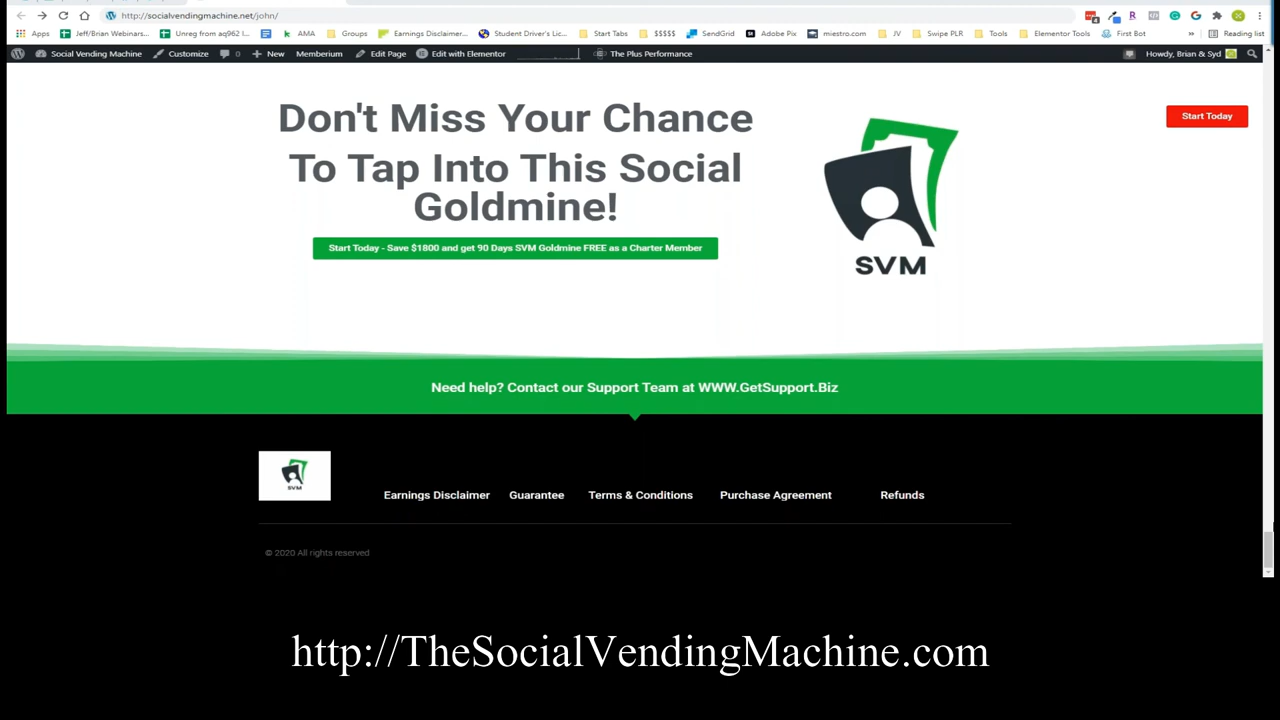 http://socialvendingmachine.net/john/
Apps Jeff/Brian Webinars... Unreg from aq962 l... AMA Groups Earnings Disclaimer... Student Driver's Lic... Start Tabs $$$$$ SendGrid Adobe Pix miestro.com JV Swipe PLR Tools Elementor Tools First Bot » Reading list
Social Vending Machine Customize 0 New Memberium Edit Page Edit with Elementor The Plus Performance Howdy, Brian & Syd
Don't Miss Your Chance
To Tap Into This Social
Goldmine!
Start Today - Save $1800 and get 90 Days SVM Goldmine FREE as a Charter Member
SVM
Start Today
Need help? Contact our Support Team at WWW.GetSupport.Biz
SVM
Earnings Disclaimer Guarantee Terms & Conditions Purchase Agreement Refunds
© 2020 All rights reserved
http://TheSocialVendingMachine.com